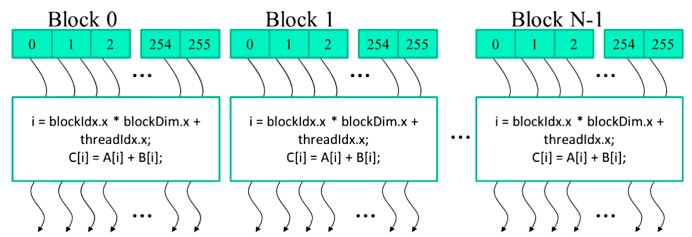 Block 0
0 1 2 ... 254 255
i = blockIdx.x * blockDim.x +
threadIdx.x;
C[i] = A[i] + B[i];
...
Block 1
0 1 2 ... 254 255
i = blockIdx.x * blockDim.x +
threadIdx.x;
C[i] = A[i] + B[i];
...
...
Block N-1
0 1 2 ... 254 255
i = blockIdx.x * blockDim.x +
threadIdx.x;
C[i] = A[i] + B[i];
...